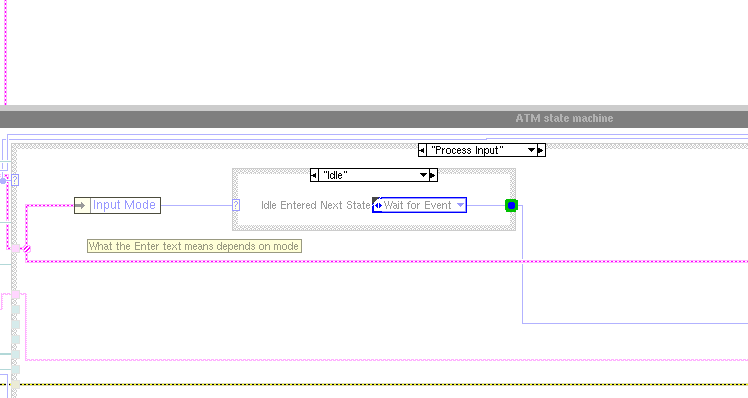 ATM state machine
"Process Input"
"Idle"
?
Input Mode
?
Idle Entered Next State
Wait for Event
What the Enter text means depends on mode